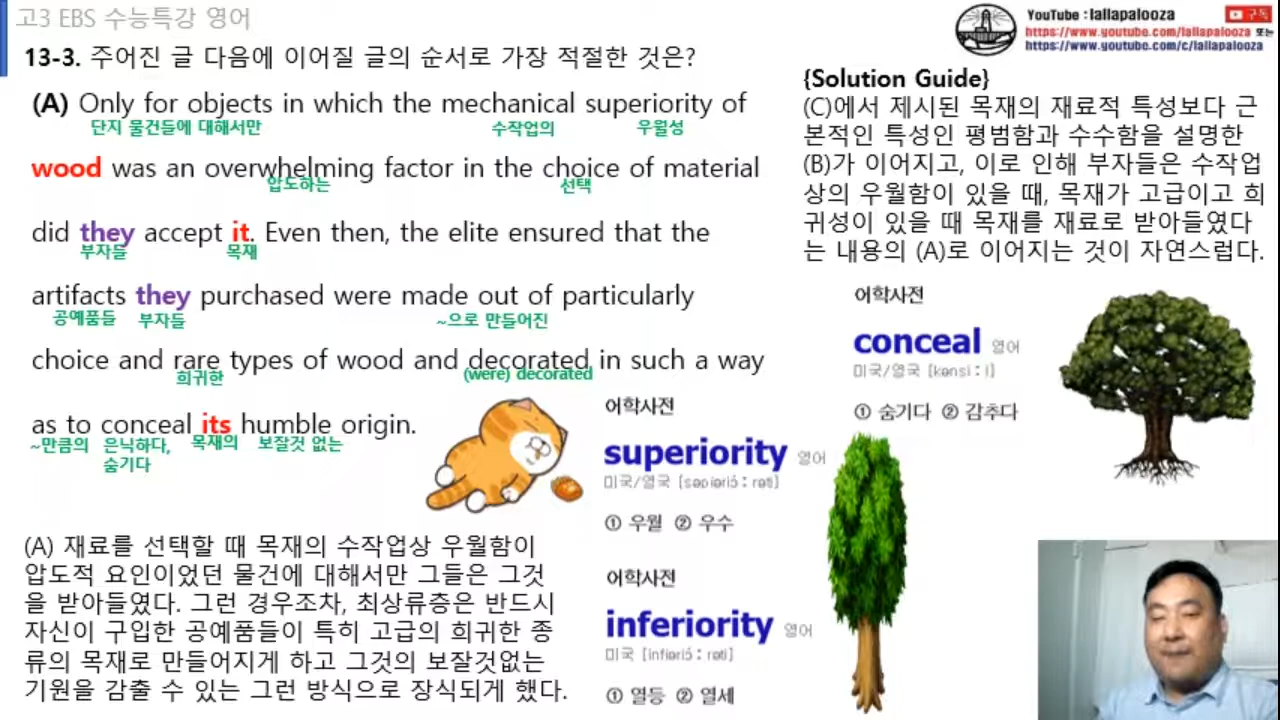 고3 EBS 수능특강 영어
YouTube : lallapalooza
구독
https://www.youtube.com/lallapalooza 또는
https://www.youtube.com/c/lallapalooza
13-3. 주어진 글 다음에 이어질 글의 순서로 가장 적절한 것은?
(A) Only for objects in which the mechanical superiority of
단지 물건들에 대해서만 수작업의 우월성
wood was an overwhelming factor in the choice of material
압도하는 선택
did they accept it. Even then, the elite ensured that the
부자들 목재
artifacts they purchased were made out of particularly
공예품들 부자들 ~으로 만들어진
choice and rare types of wood and decorated in such a way
희귀한 (were) decorated
as to conceal its humble origin.
~만큼의 은닉하다, 목재의 보잘것 없는
숨기다
(A) 재료를 선택할 때 목재의 수작업상 우월함이
압도적 요인이었던 물건에 대해서만 그들은 그것
을 받아들였다. 그런 경우조차, 최상류층은 반드시
자신이 구입한 공예품들이 특히 고급의 희귀한 종
류의 목재로 만들어지게 하고 그것의 보잘것없는
기원을 감출 수 있는 그런 방식으로 장식되게 했다.
{Solution Guide}
(C)에서 제시된 목재의 재료적 특성보다 근
본적인 특성인 평범함과 수수함을 설명한
(B)가 이어지고, 이로 인해 부자들은 수작업
상의 우월함이 있을 때, 목재가 고급이고 희
귀성이 있을 때 목재를 재료로 받아들였다
는 내용의 (A)로 이어지는 것이 자연스럽다.
어학사전
conceal 영어
미국/영국 [kənsiːl]
① 숨기다 ② 감추다
어학사전
superiority 영어
미국/영국 [səpìəriɔ́ːrəti]
① 우월 ② 우수
어학사전
inferiority 영어
미국 [infìəriɔ́ːrəti]
① 열등 ② 열세